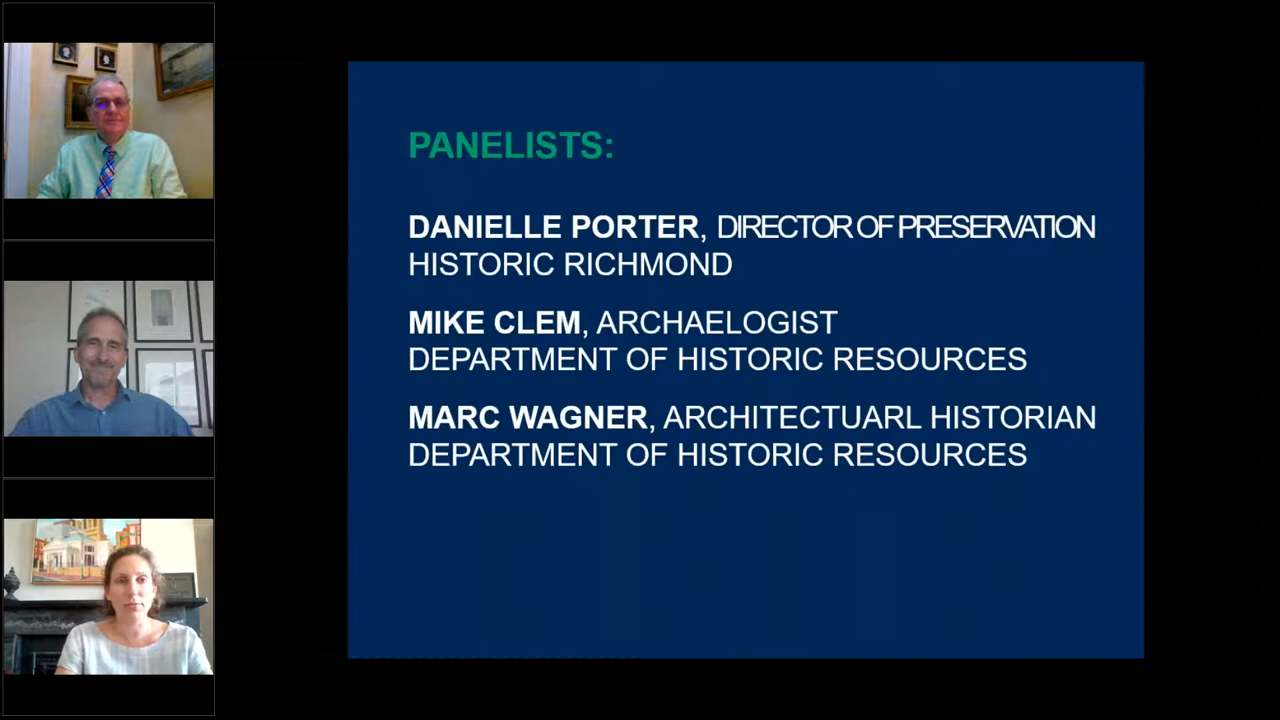 PANELISTS:
DANIELLE PORTER, DIRECTOR OF PRESERVATION
HISTORIC RICHMOND
MIKE CLEM, ARCHAELOGIST
DEPARTMENT OF HISTORIC RESOURCES
MARC WAGNER, ARCHITECTUARL HISTORIAN
DEPARTMENT OF HISTORIC RESOURCES